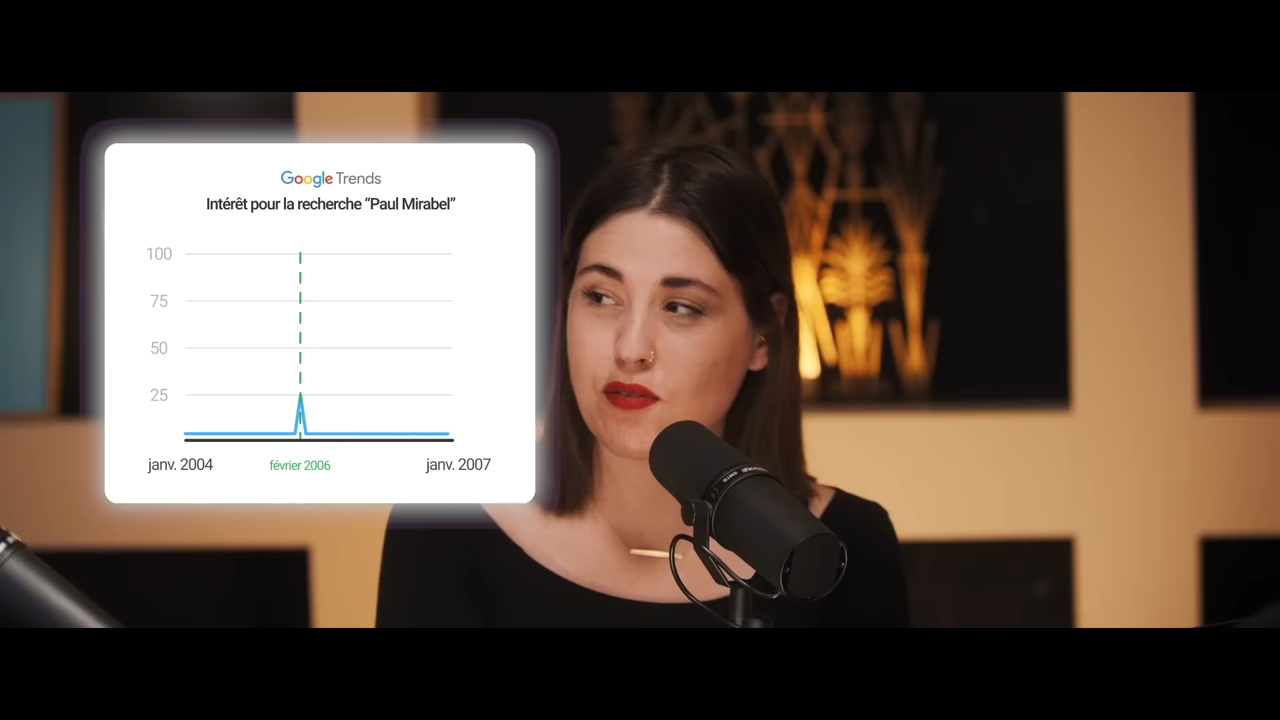 Google Trends
Intérêt pour la recherche “Paul Mirabel”
100
75
50
25
janv. 2004
février 2006
janv. 2007